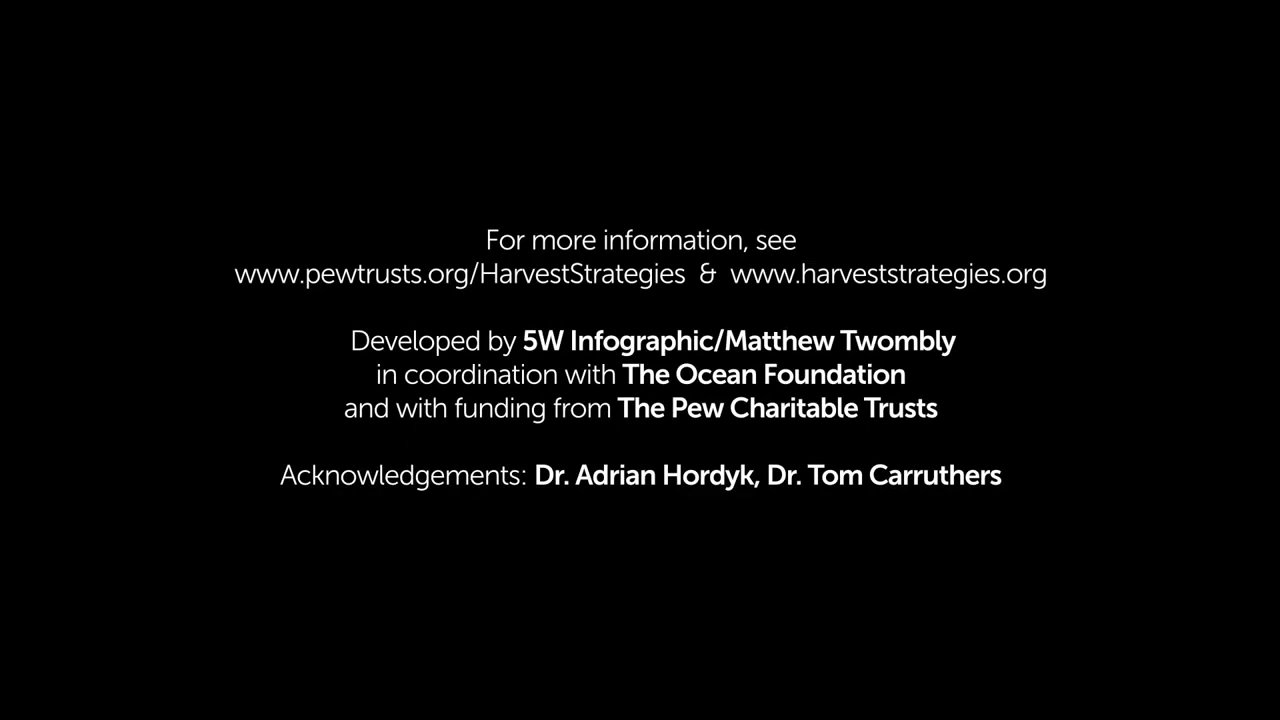 For more information, see
www.pewtrusts.org/HarvestStrategies & www.harveststrategies.org
Developed by 5W Infographic/Matthew Twombly
in coordination with The Ocean Foundation
and with funding from The Pew Charitable Trusts
Acknowledgements: Dr. Adrian Hordyk, Dr. Tom Carruthers